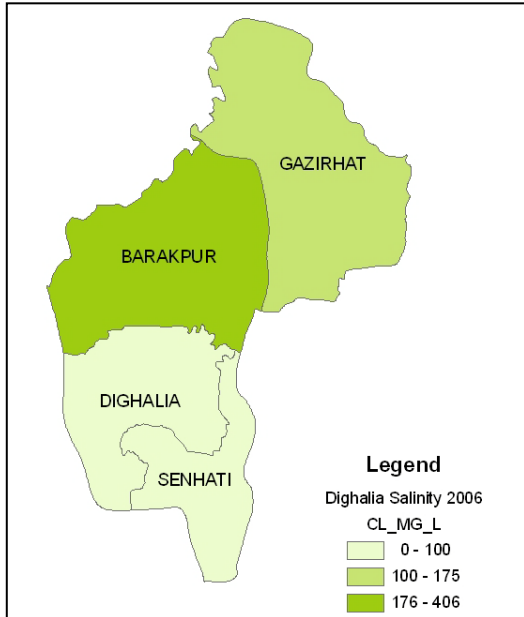 GAZIRHAT
BARAKPUR
DIGHALIA
SENHATI
Legend
Dighalia Salinity 2006
CL_MG_L
0 - 100
100 - 175
176 - 406